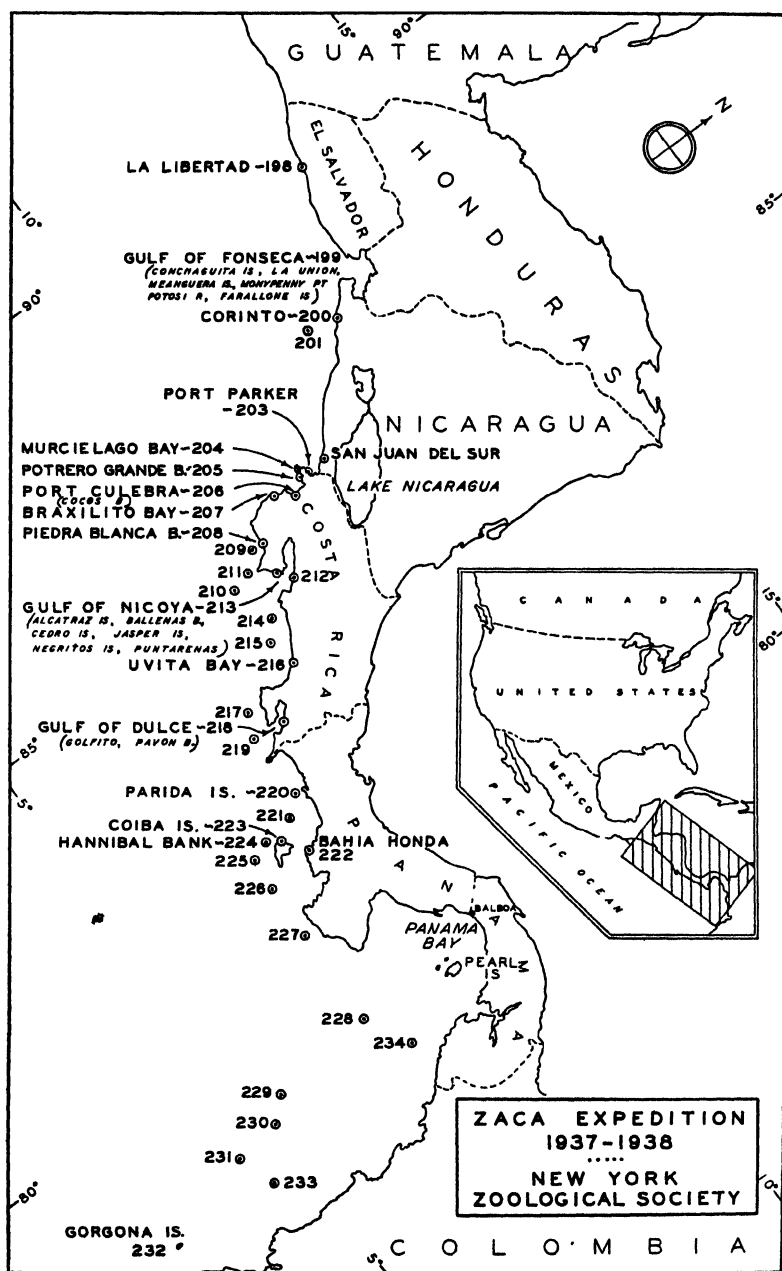 15°
90°
GUATEMALA
N
EL SALVADOR
HONDURAS
LA LIBERTAD-198
85°
10°
GULF OF FONSECA-199
(CONCHAGUITA IS, LA UNION,
MEANGUERA IS., MONYPENNY PT
POTOSI R, FARALLONE IS)
90°
CORINTO-200
201
PORT PARKER
-203
NICARAGUA
MURCIELAGO BAY-204
SAN JUAN DEL SUR
POTRERO GRANDE B.-205
LAKE NICARAGUA
PORT CULEBRA-206
(COCOS B)
BRAXILITO BAY-207
COSTA RICA
PIEDRA BLANCA B.-208
209
211
212
210
GULF OF NICOYA-213
(ALCATRAZ IS, BALLENAS B.,
CEDRO IS, JASPER IS,
NEGRITOS IS, PUNTARENAS)
214
215
UVITA BAY-216
15°
80°
CANADA
UNITED STATES
MEXICO
PACIFIC OCEAN
217
GULF OF DULCE-218
(GOLFITO, PAVON B.)
219
85°
5°
PARIDA IS.-220
221
PANAMA
COIBA IS.-223
HANNIBAL BANK-224
BAHIA HONDA
222
225
226
BALBOA
227
PANAMA
BAY
PEARL
IS
228
234
229
230
231
233
ZACA EXPEDITION
1937-1938
.....
NEW YORK
ZOOLOGICAL SOCIETY
80°
10°
GORGONA IS.
232
5°
COLOMBIA